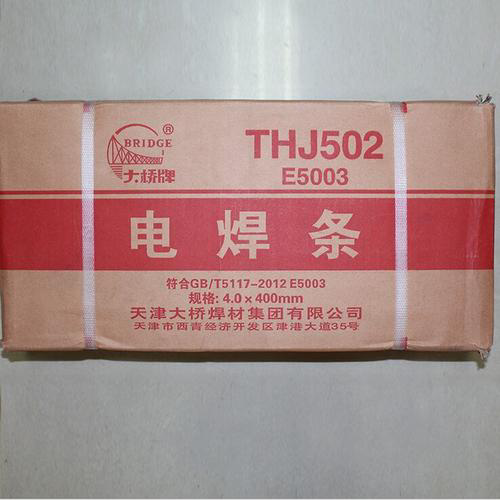 BRIDGE®
大桥牌
THJ502
E5003
电焊条
符合GB/T5117-2012 E5003
规格: 4.0×400mm
天津大桥焊材集团有限公司
天津市西青经济开发区津港大道35号